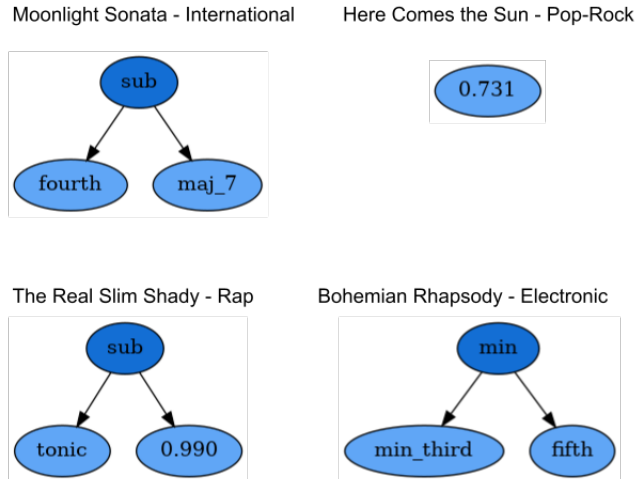 Moonlight Sonata - International
Here Comes the Sun - Pop-Rock
sub
0.731
fourth
maj_7
The Real Slim Shady - Rap
Bohemian Rhapsody - Electronic
sub
min
tonic
0.990
min_third
fifth